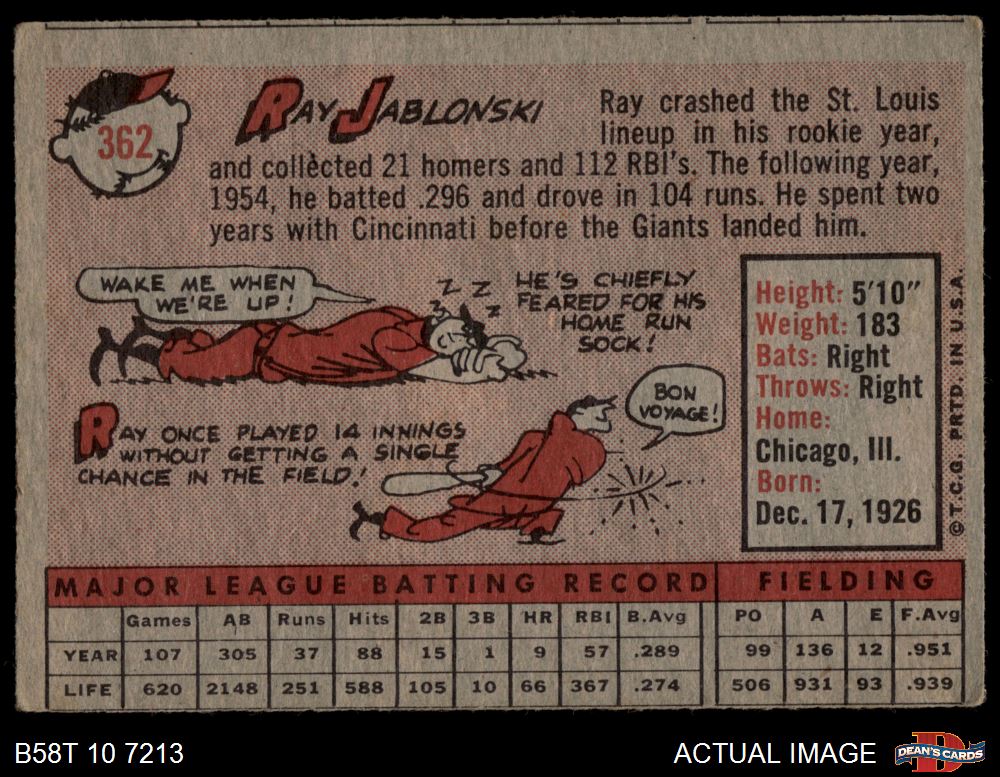 362
RAY JABLONSKI
Ray crashed the St. Louis
lineup in his rookie year,
and collected 21 homers and 112 RBI's. The following year,
1954, he batted .296 and drove in 104 runs. He spent two
years with Cincinnati before the Giants landed him.
WAKE ME WHEN
WE'RE UP!
Z Z Z Z
HE'S CHIEFLY
FEARED FOR HIS
HOME RUN
SOCK!
BON
VOYAGE!
RAY ONCE PLAYED 14 INNINGS
WITHOUT GETTING A SINGLE
CHANCE IN THE FIELD!
Height: 5'10"
Weight: 183
Bats: Right
Throws: Right
Home:
Chicago, Ill.
Born:
Dec. 17, 1926
©T.C.G. PRTD. IN U.S.A.
MAJOR LEAGUE BATTING RECORD FIELDING
Games AB Runs Hits 2B 3B HR RBI B.Avg PO A E F.Avg
YEAR 107 305 37 88 15 1 9 57 .289 99 136 12 .951
LIFE 620 2148 251 588 105 10 66 367 .274 506 931 93 .939
B58T 10 7213
ACTUAL IMAGE
D
DEAN'S CARDS